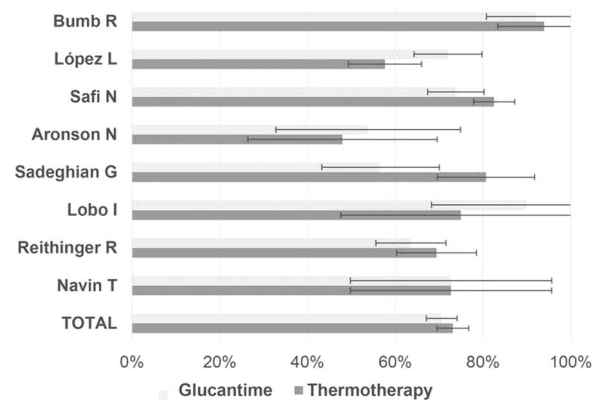 Bumb R
López L
Safi N
Aronson N
Sadeghian G
Lobo I
Reithinger R
Navin T
TOTAL
0% 20% 40% 60% 80% 100%
Glucantime Thermotherapy